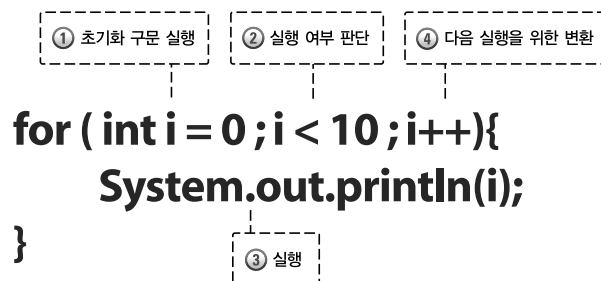 ① 초기화 구문 실행 ② 실행 여부 판단 ④ 다음 실행을 위한 변환
for ( int i = 0 ; i < 10 ; i++){
System.out.println(i);
}
③ 실행